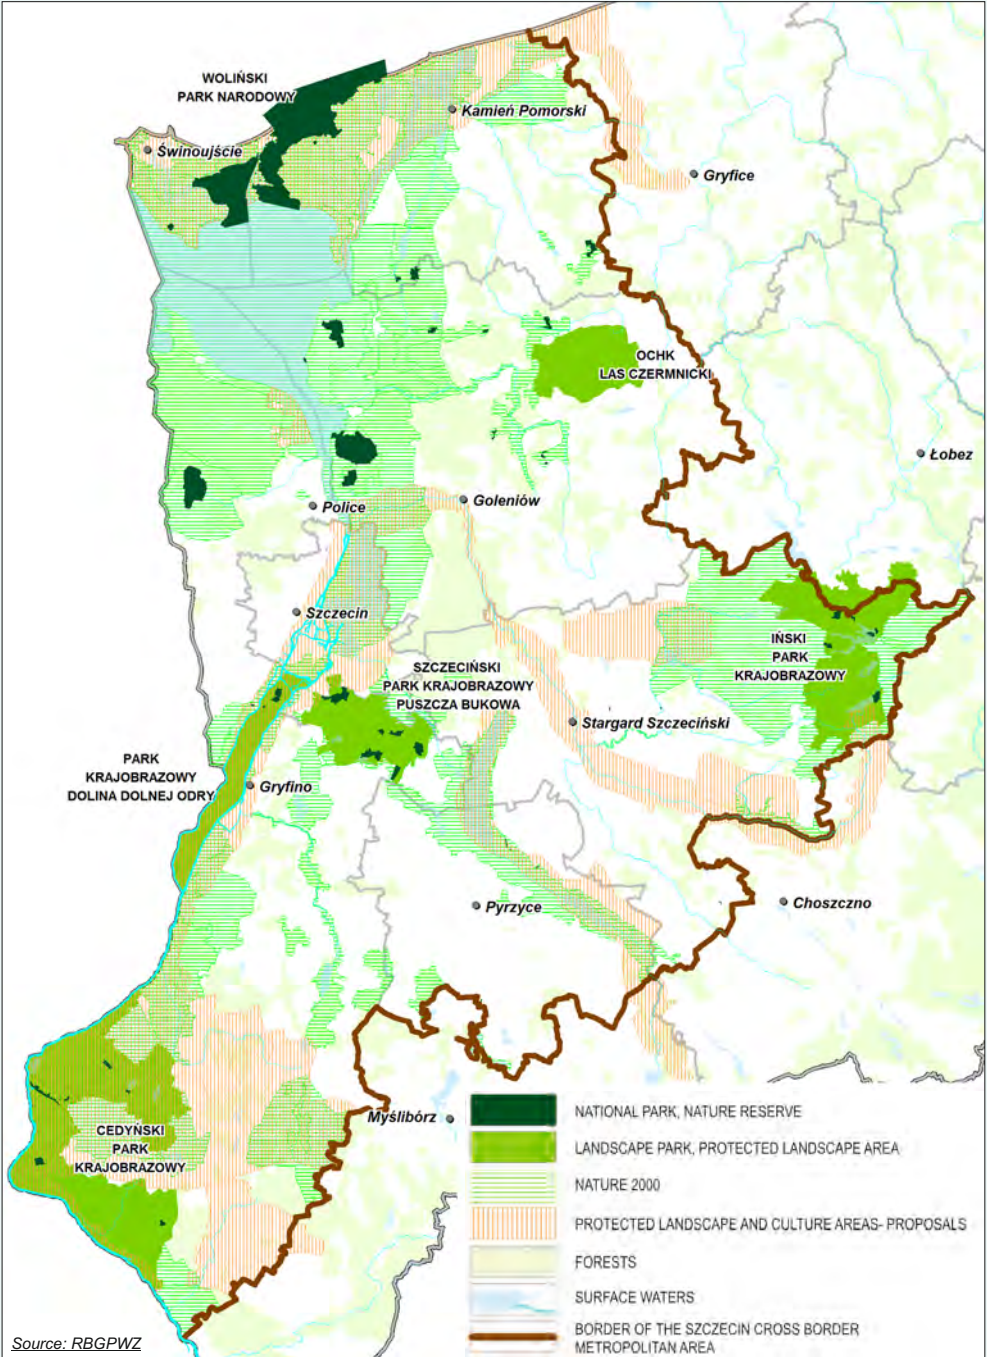 WOLIŃSKI
PARK NARODOWY
Kamień Pomorski
Świnoujście
Gryfice
OCHK
LAS CZERMNICKI
Łobez
Goleniów
Police
Szczecin
IŃSKI
PARK
KRAJOBRAZOWY
SZCZECIŃSKI
PARK KRAJOBRAZOWY
PUSZCZA BUKOWA
Stargard Szczeciński
PARK
KRAJOBRAZOWY
DOLINA DOLNEJ ODRY
Gryfino
Choszczno
Pyrzyce
Myślibórz
CEDYŃSKI
PARK
KRAJOBRAZOWY
NATIONAL PARK, NATURE RESERVE
LANDSCAPE PARK, PROTECTED LANDSCAPE AREA
NATURE 2000
PROTECTED LANDSCAPE AND CULTURE AREAS- PROPOSALS
FORESTS
SURFACE WATERS
BORDER OF THE SZCZECIN CROSS BORDER
METROPOLITAN AREA
Source: RBGPWZ